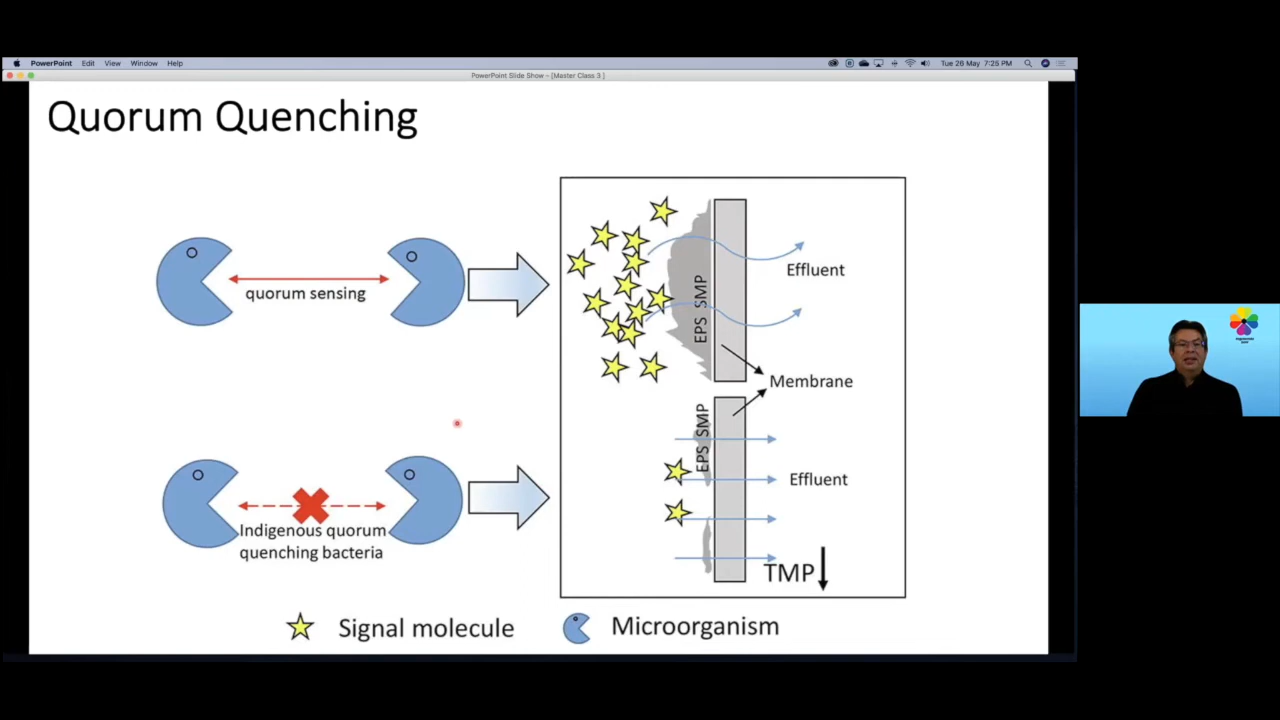 PowerPoint Edit View Window Help
Tue 26 May 7:25 PM
PowerPoint Slide Show - [Master Class 3 ]
Quorum Quenching
quorum sensing
EPS SMP
Effluent
Membrane
EPS SMP
Effluent
Indigenous quorum
quenching bacteria
TMP
Signal molecule
Microorganism